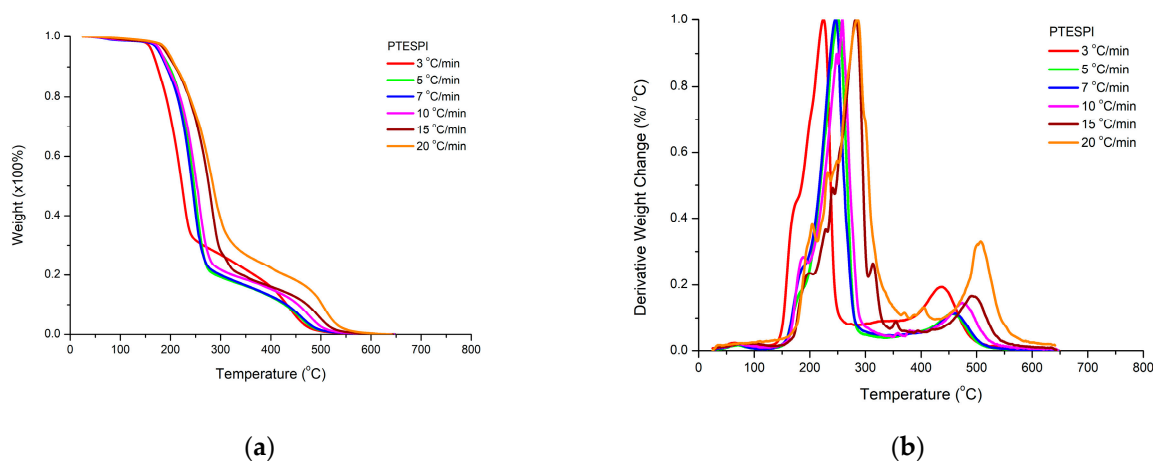 PTESPI
3 °C/min
5 °C/min
7 °C/min
10 °C/min
15 °C/min
20 °C/min
Weight (x100%)
1.0
0.8
0.6
0.4
0.2
0.0
0
100
200
300
400
500
600
700
800
Temperature (°C)
(a)
PTESPI
3 °C/min
5 °C/min
7 °C/min
10 °C/min
15 °C/min
20 °C/min
Derivative Weight Change (%/ °C)
1.0
0.8
0.6
0.4
0.2
0.0
0
100
200
300
400
500
600
700
800
Temperature (°C)
(b)